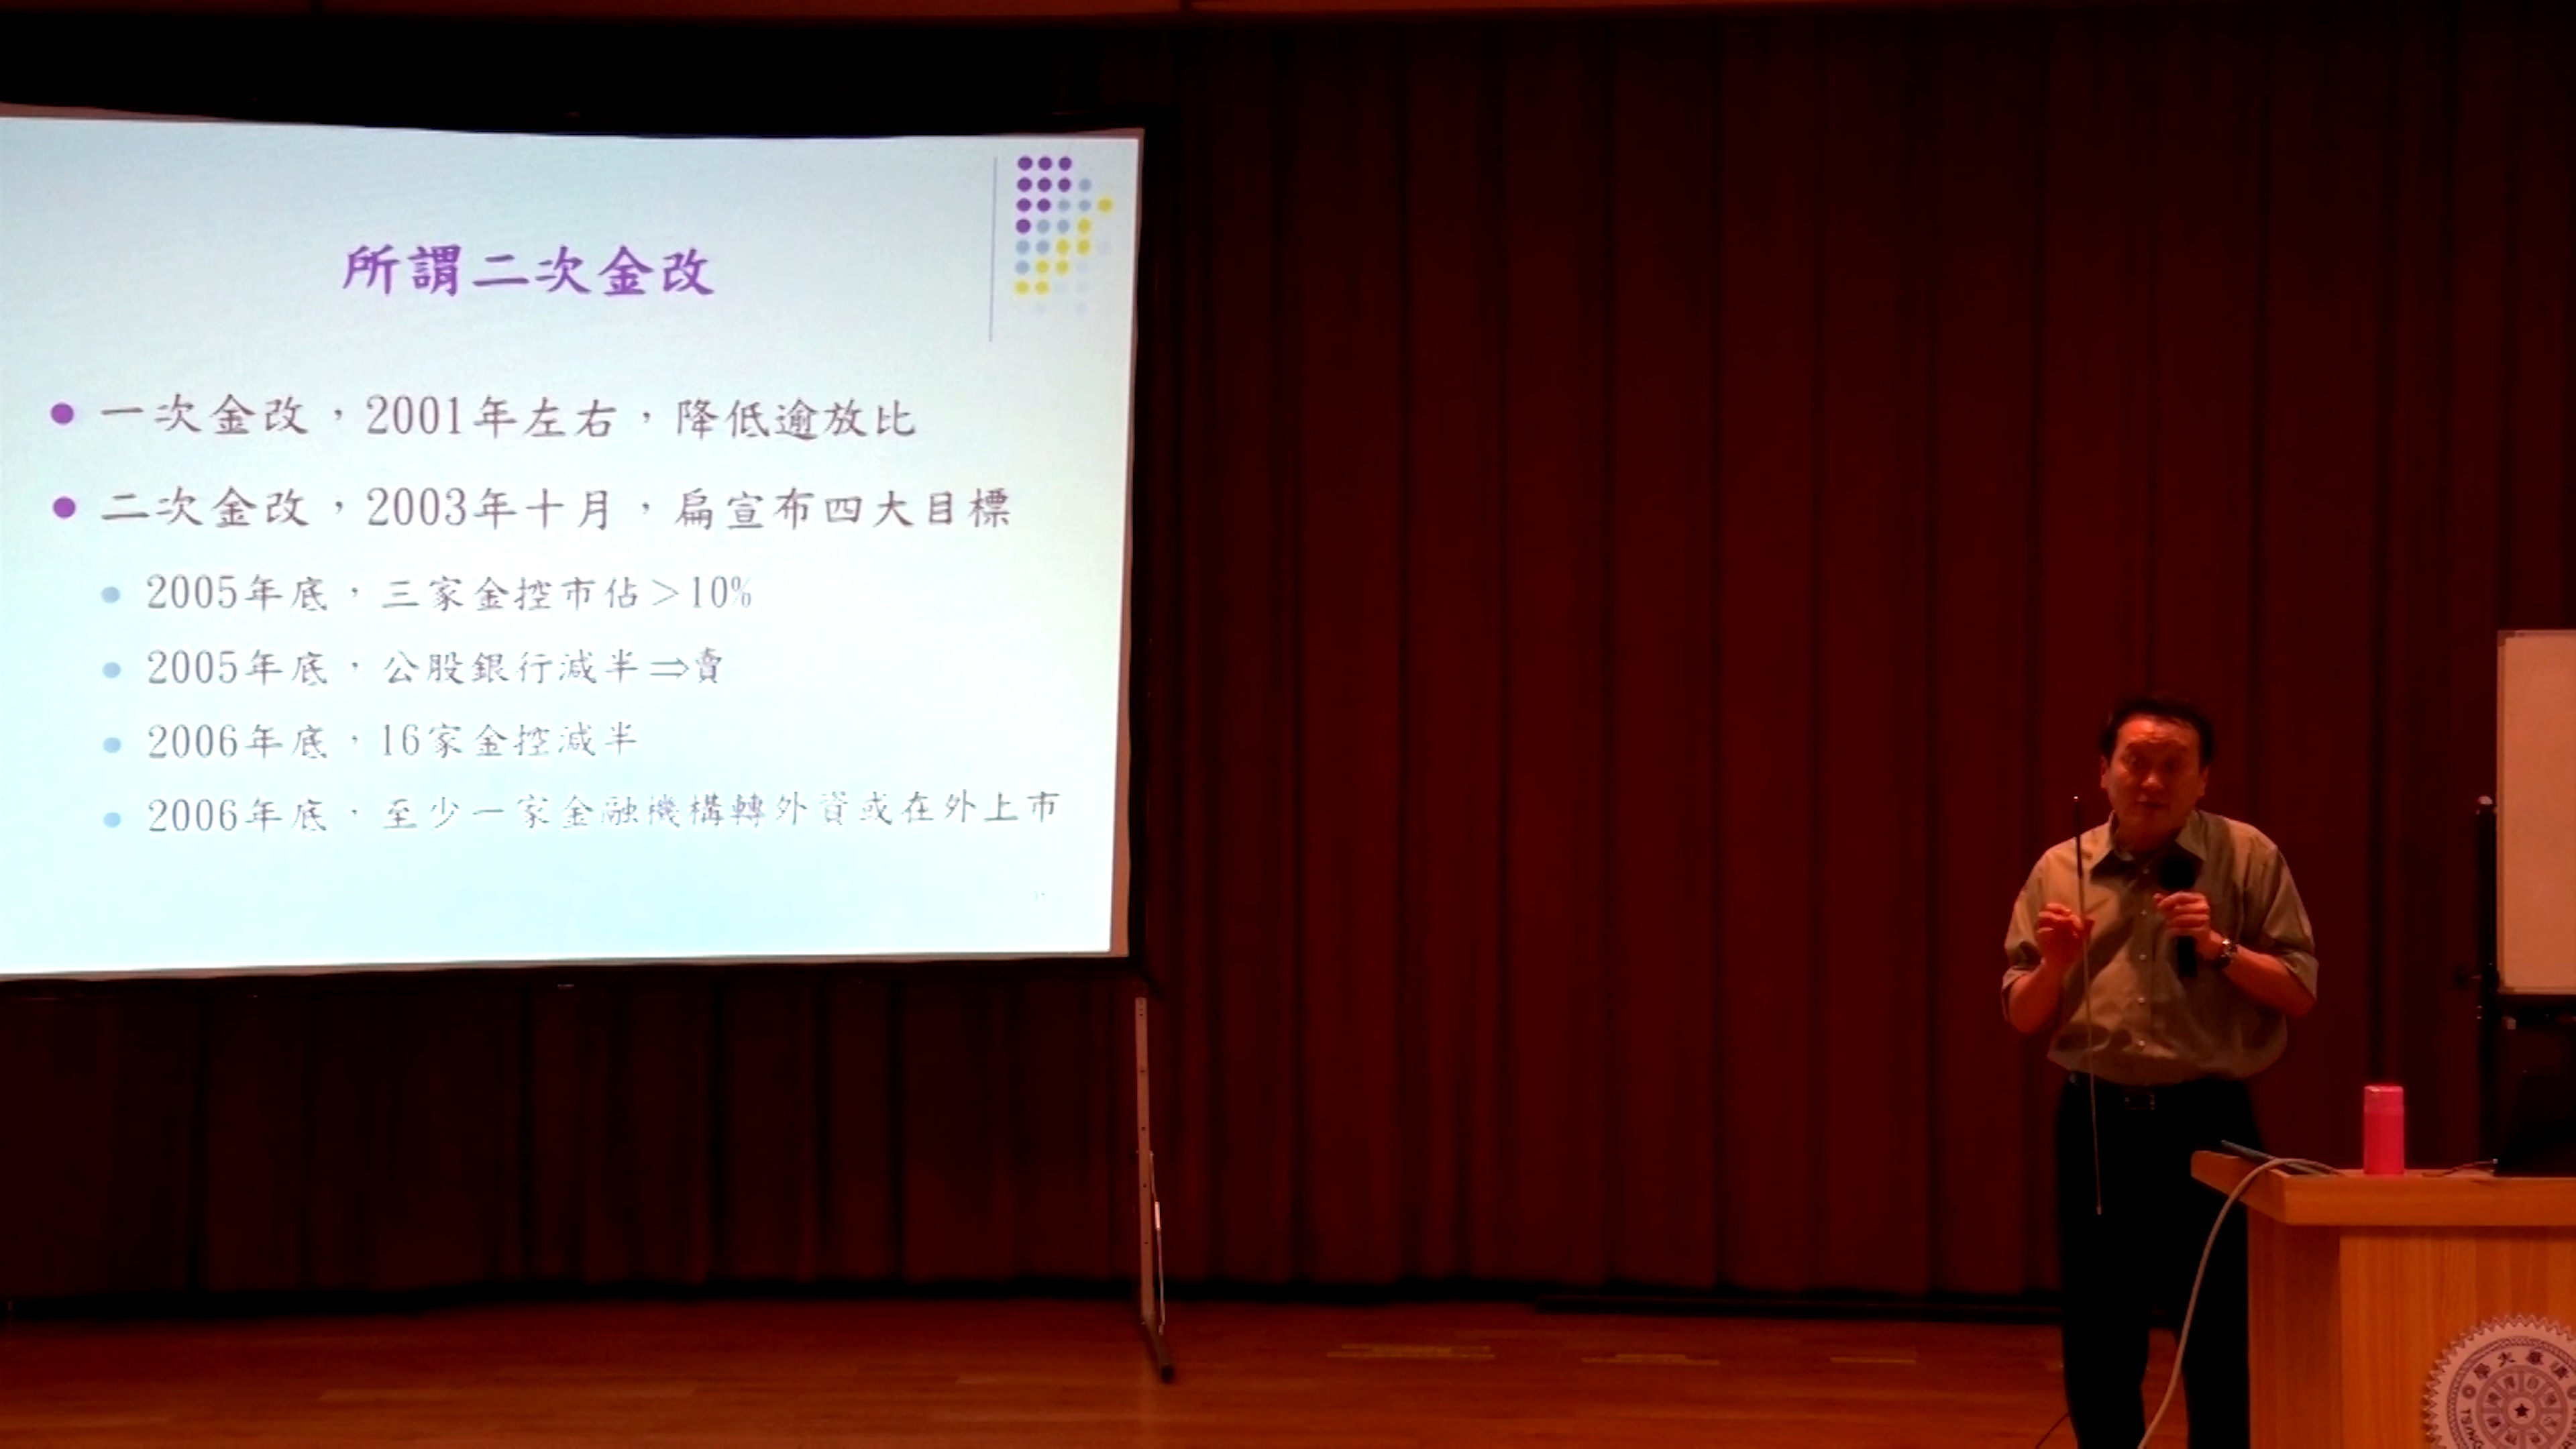 所謂二次金改
一次金改，2001年左右，降低逾放比
二次金改，2003年十月，扁宣布四大目標
2005年底，三家金控市佔＞10%
2005年底，公股銀行減半⇒賣
2006年底，16家金控減半
2006年底，至少一家金融機構轉外資或在外上市